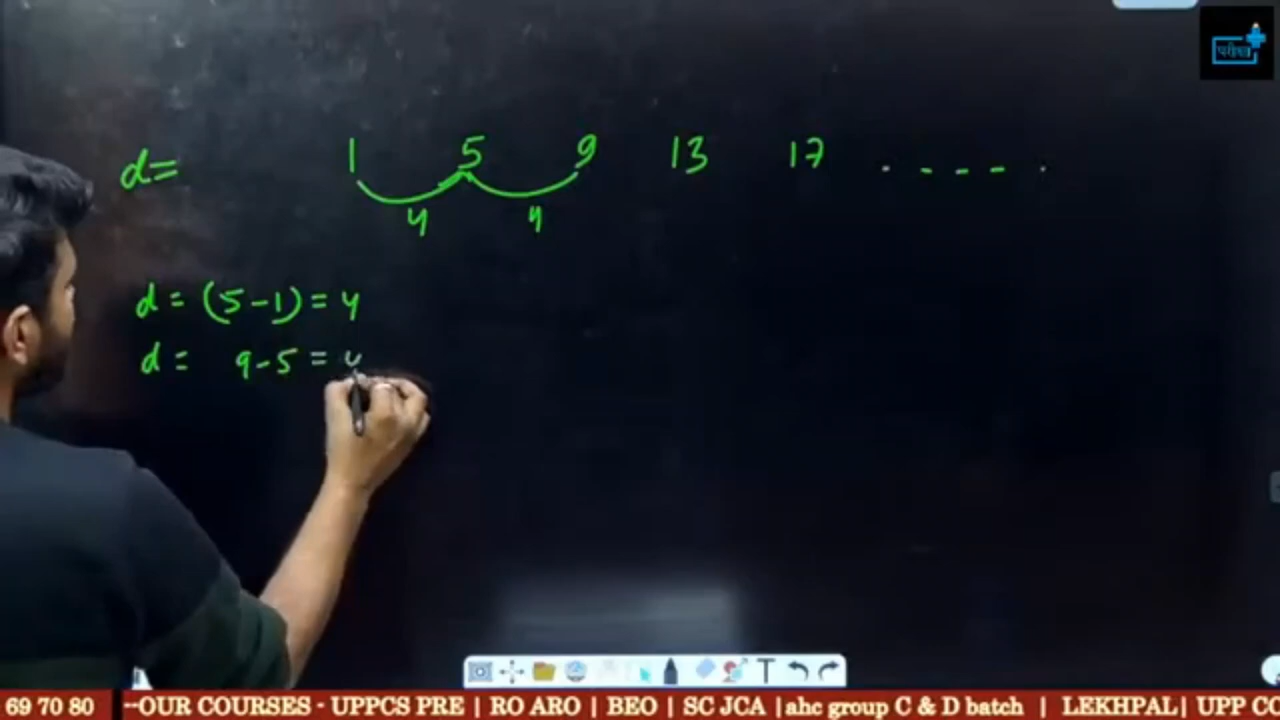 परीक्षा
d= 1 5 9 13 17 . - - - .
4 4
d = (5-1) = 4
d = 9-5 = 4
T
69 70 80 --OUR COURSES - UPPCS PRE | RO ARO | BEO | SC JCA |ahc group C & D batch | LEKHPAL| UPP CO